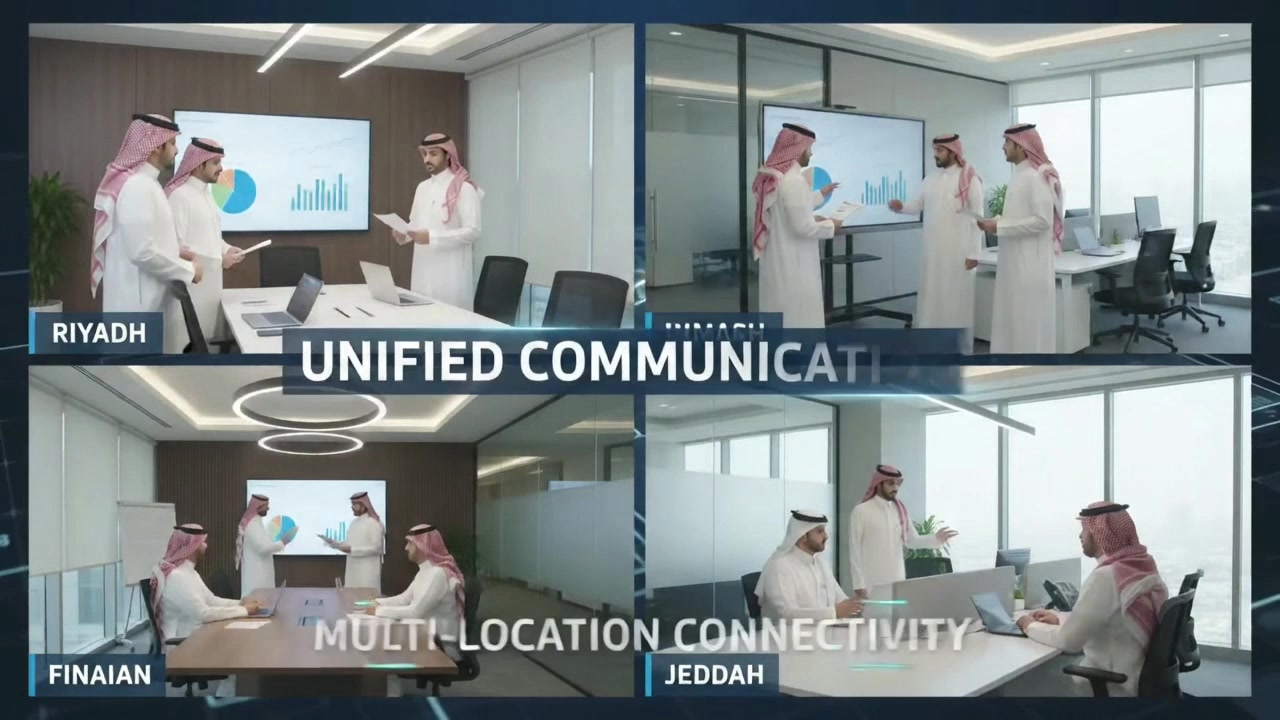 RIYADH
UNIFIED COMMUNICATI
FINAIAN
MULTI-LOCATION CONNECTIVITY
JEDDAH